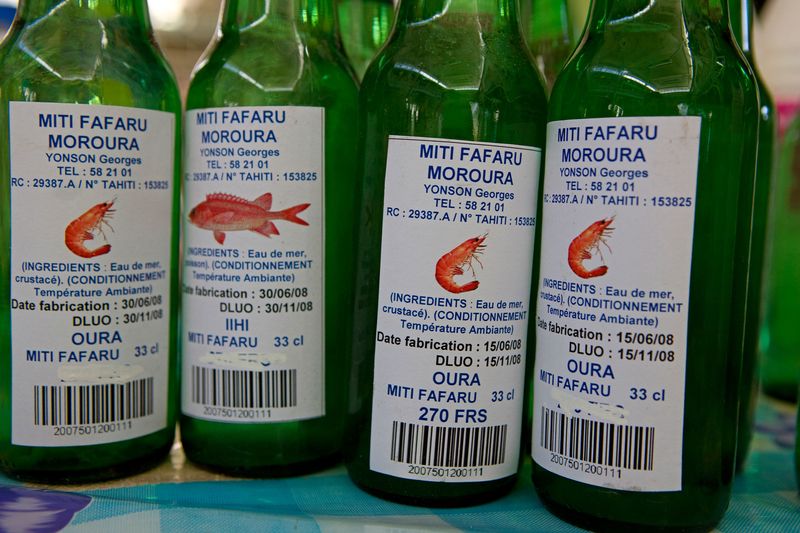 MITI FAFARU
MOROURA
YONSON Georges
TEL : 58 21 01
RC : 29387.A / N° TAHITI : 153825
(INGREDIENTS : Eau de mer,
crustacé). (CONDITIONNEMENT
Température Ambiante)
Date fabrication : 30/06/08
DLUO : 30/11/08
OURA
MITI FAFARU 33 cl
2007501200111
MITI FAFARU
MOROURA
YONSON Georges
TEL : 58 21 01
RC : 29387.A / N° TAHITI : 153825
(INGREDIENTS : Eau de mer,
poisson). (CONDITIONNEMENT
Température Ambiante)
Date fabrication : 30/06/08
DLUO : 30/11/08
IIHI
MITI FAFARU 33 cl
2007501200111
MITI FAFARU
MOROURA
YONSON Georges
TEL : 58 21 01
RC : 29387.A / N° TAHITI : 153825
(INGREDIENTS : Eau de mer,
crustacé). (CONDITIONNEMENT
Température Ambiante)
Date fabrication : 15/06/08
DLUO : 15/11/08
OURA
MITI FAFARU 33 cl
270 FRS
2007501200111
MITI FAFARU
MOROURA
YONSON Georges
TEL : 58 21 01
RC : 29387.A / N° TAHITI : 153825
(INGREDIENTS : Eau de mer,
crustacé). (CONDITIONNEMENT
Température Ambiante)
Date fabrication : 15/06/08
DLUO : 15/11/08
OURA
MITI FAFARU 33 cl
2007501200111